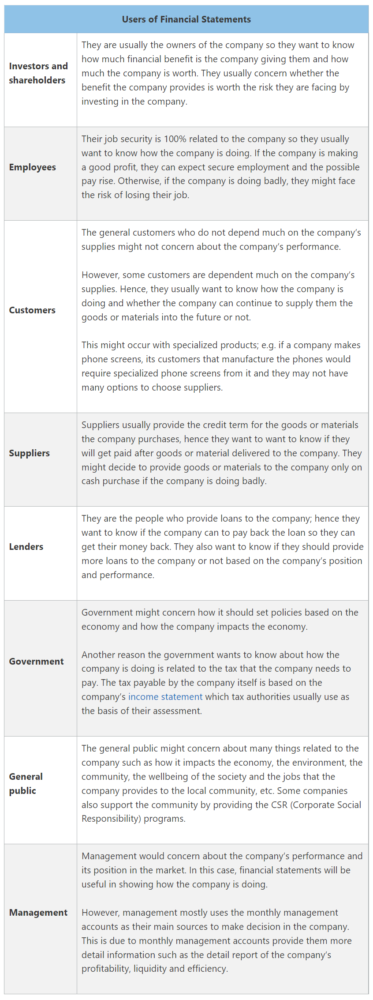 Users of Financial Statements
Investors and
shareholders
They are usually the owners of the company so they want to know
how much financial benefit is the company giving them and how
much the company is worth. They usually concern whether the
benefit the company provides is worth the risk they are facing by
investing in the company.
Employees
Their job security is 100% related to the company so they usually
want to know how the company is doing. If the company is making
a good profit, they can expect secure employment and the possible
pay rise. Otherwise, if the company is doing badly, they might face
the risk of losing their job.
Customers
The general customers who do not depend much on the company’s
supplies might not concern about the company’s performance.
However, some customers are dependent much on the company’s
supplies. Hence, they usually want to know how the company is
doing and whether the company can continue to supply them the
goods or materials into the future or not.
This might occur with specialized products; e.g. if a company makes
phone screens, its customers that manufacture the phones would
require specialized phone screens from it and they may not have
many options to choose suppliers.
Suppliers
Suppliers usually provide the credit term for the goods or materials
the company purchases, hence they want to want to know if they
will get paid after goods or material delivered to the company. They
might decide to provide goods or materials to the company only on
cash purchase if the company is doing badly.
Lenders
They are the people who provide loans to the company; hence they
want to know if the company can to pay back the loan so they can
get their money back. They also want to know if they should provide
more loans to the company or not based on the company’s position
and performance.
Government
Government might concern how it should set policies based on the
economy and how the company impacts the economy.
Another reason the government wants to know about how the
company is doing is related to the tax that the company needs to
pay. The tax payable by the company itself is based on the
company’s income statement which tax authorities usually use as
the basis of their assessment.
General
public
The general public might concern about many things related to the
company such as how it impacts the economy, the environment, the
community, the wellbeing of the society and the jobs that the
company provides to the local community, etc. Some companies
also support the community by providing the CSR (Corporate Social
Responsibility) programs.
Management
Management would concern about the company’s performance and
its position in the market. In this case, financial statements will be
useful in showing how the company is doing.
However, management mostly uses the monthly management
accounts as their main sources to make decision in the company.
This is due to monthly management accounts provide them more
detail information such as the detail report of the company’s
profitability, liquidity and efficiency.